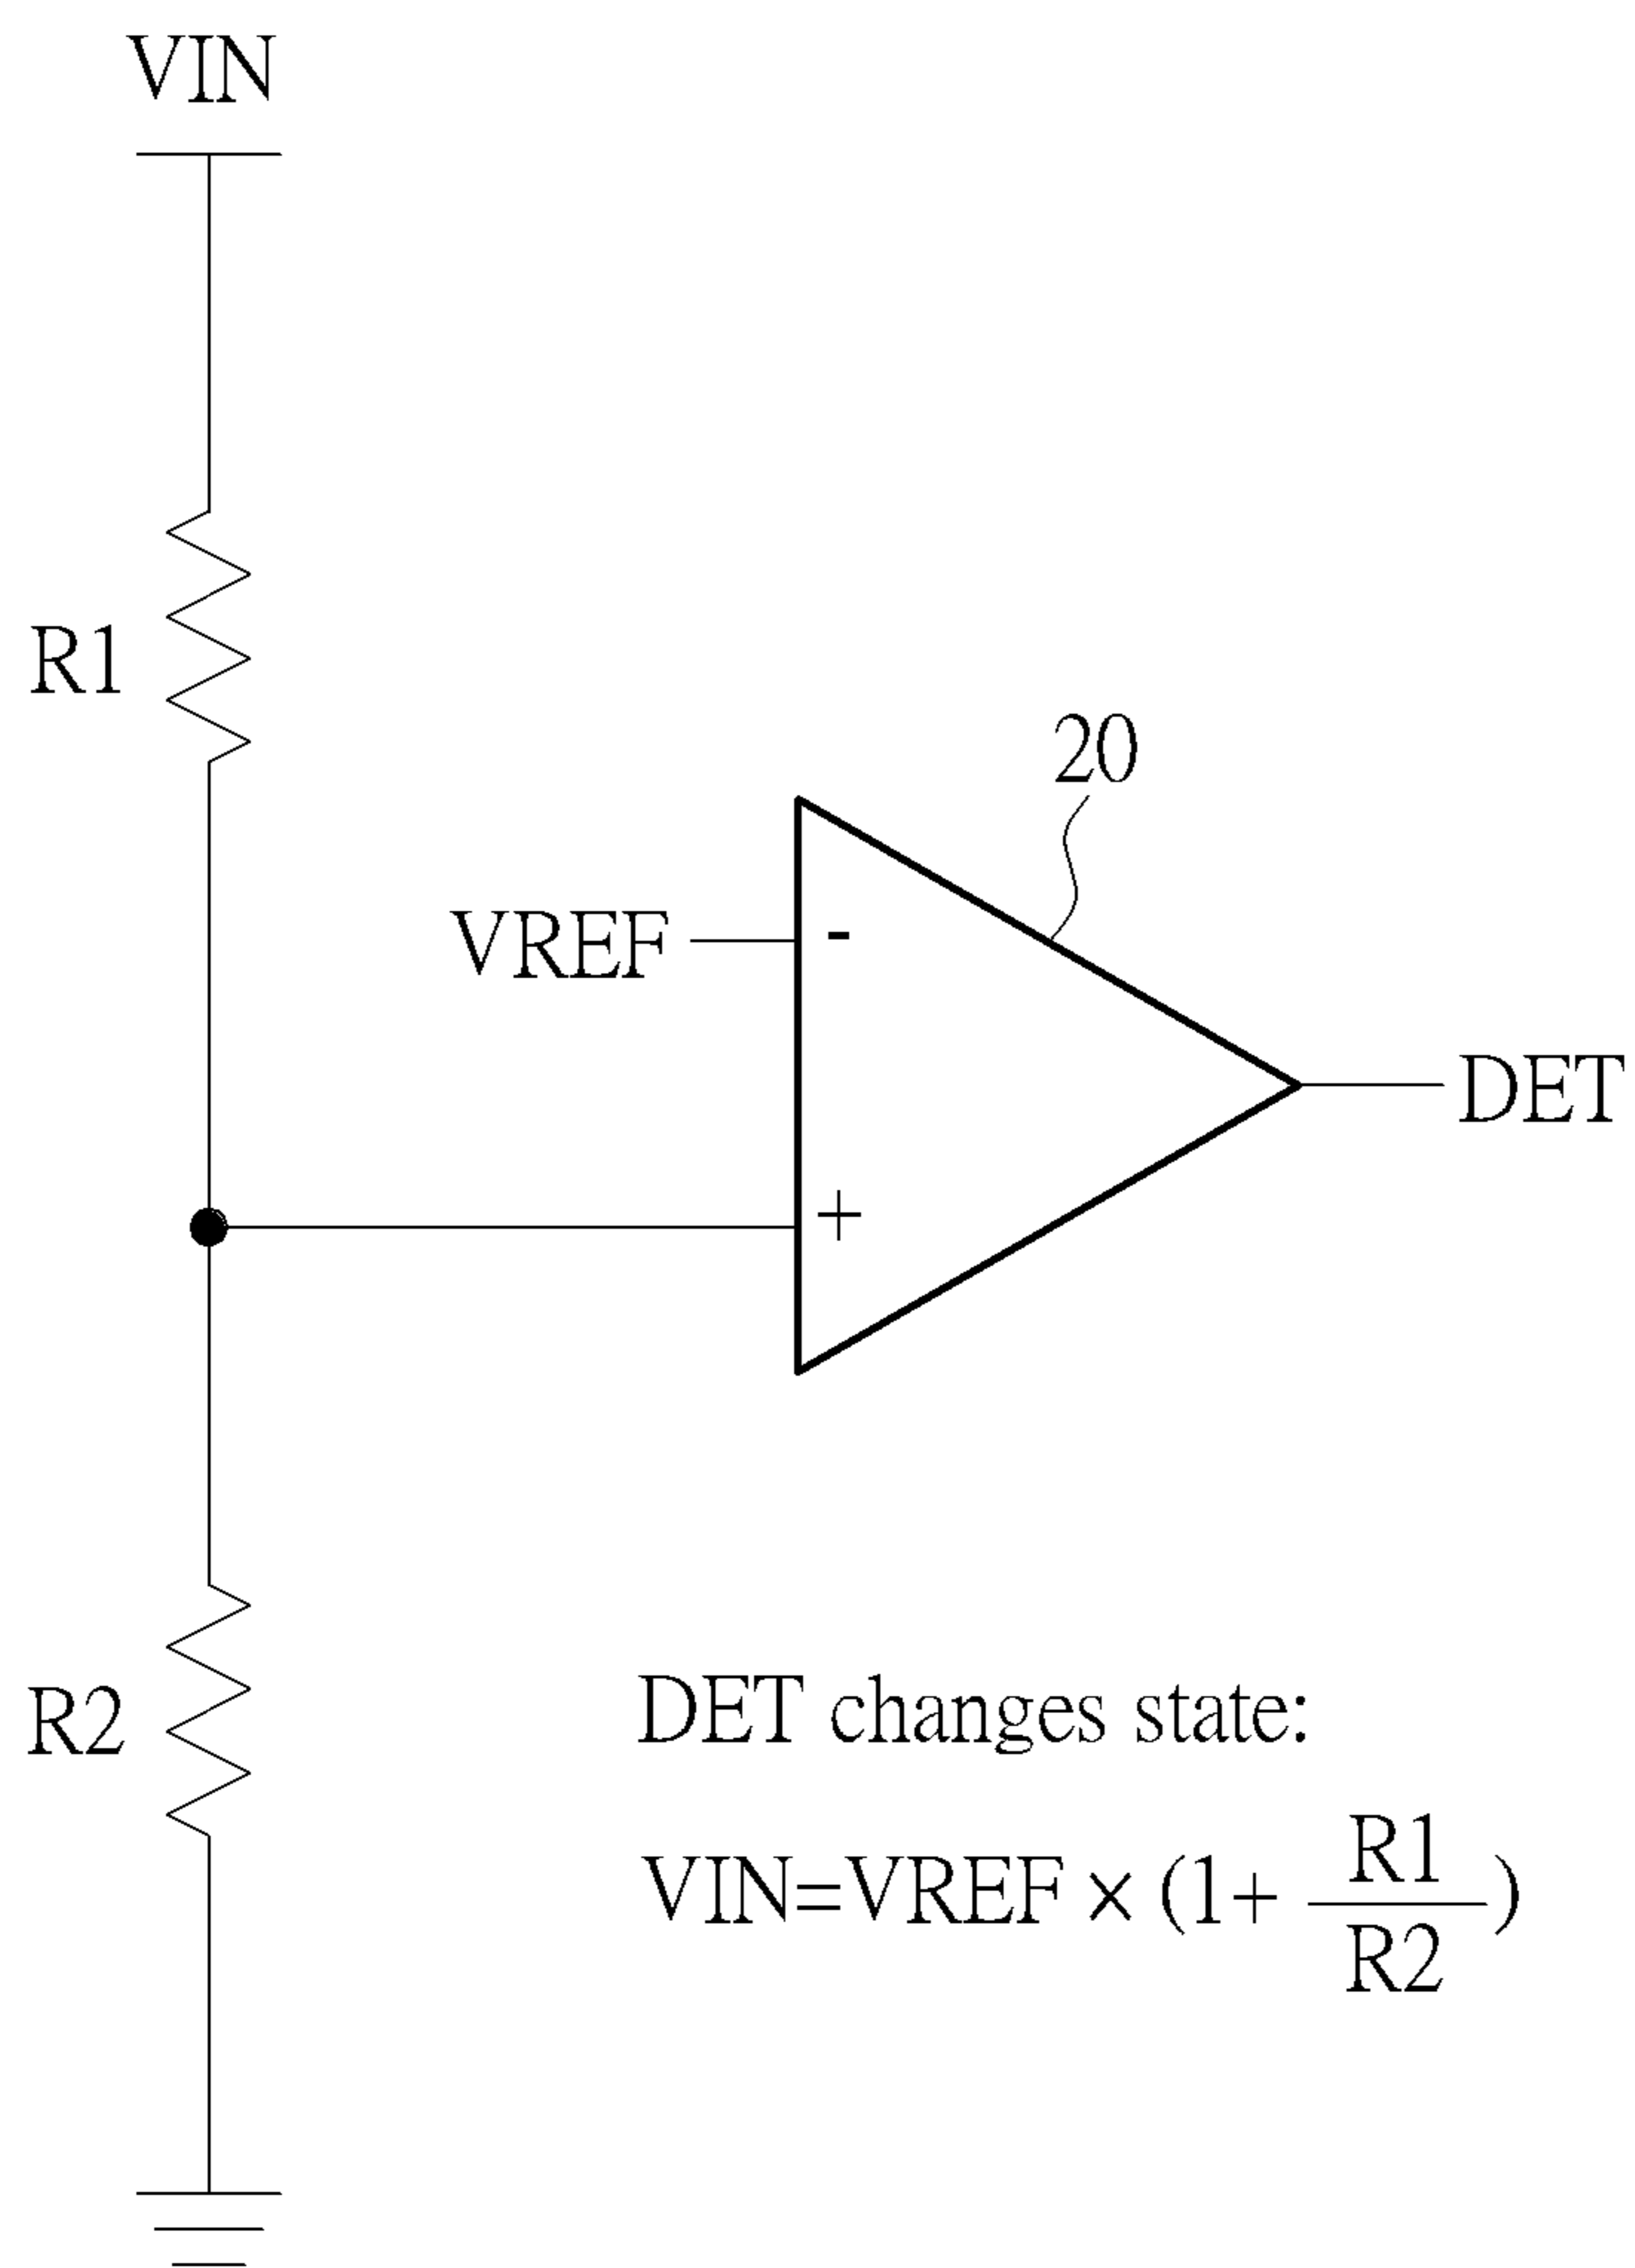 VIN
R1
20
VREF
-
DET
+
R2
DET changes state:
VIN=VREF × (1+ R1/R2)